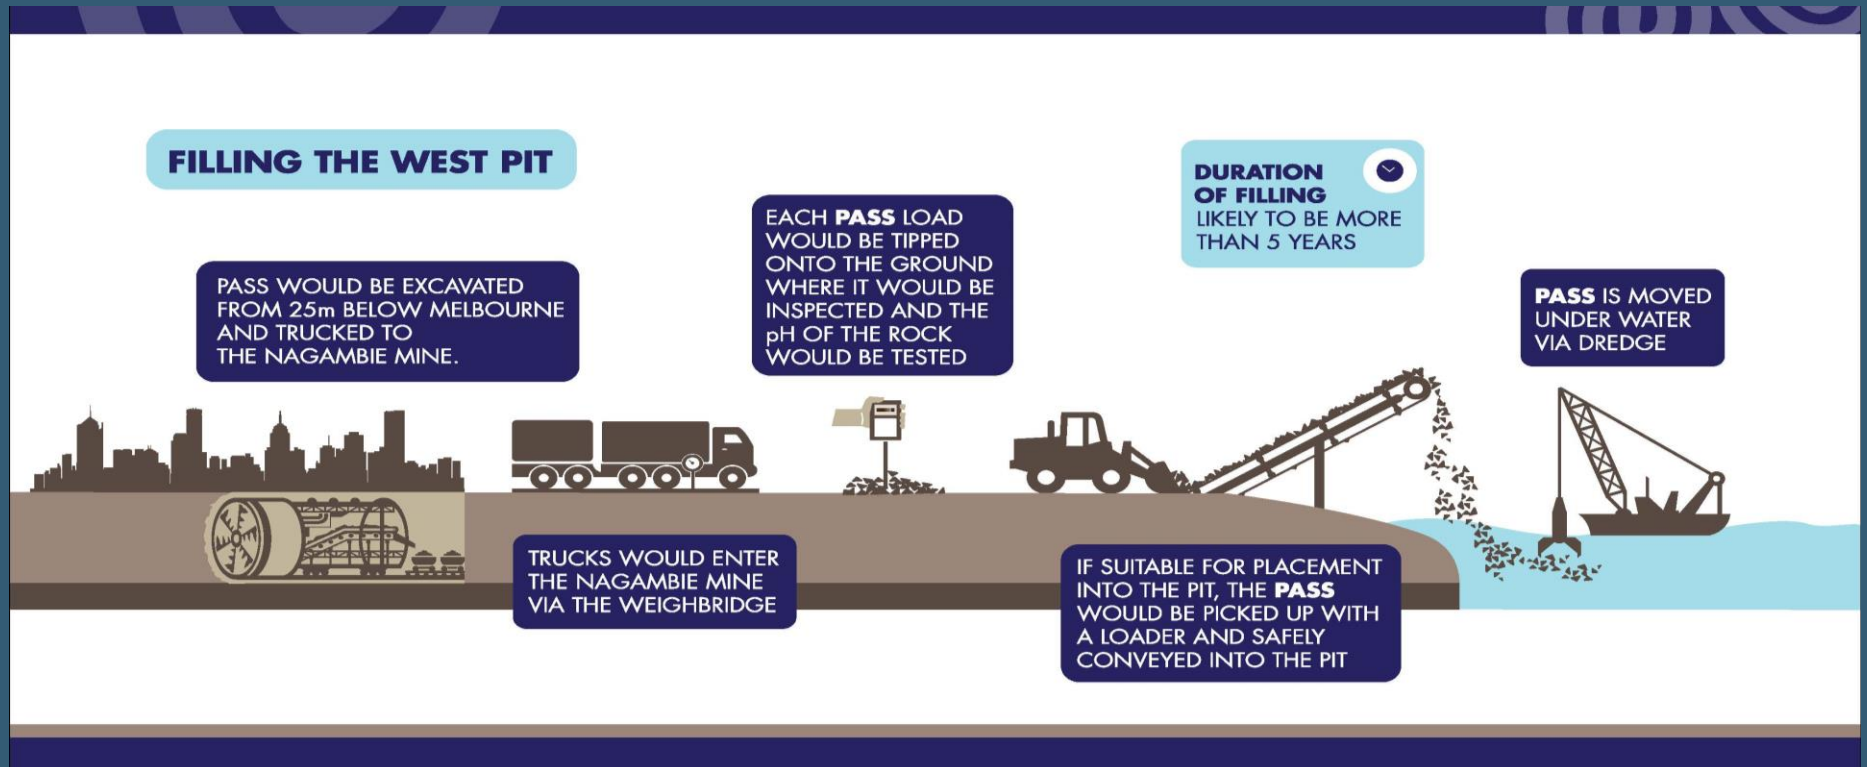 FILLING THE WEST PIT
PASS WOULD BE EXCAVATED
FROM 25m BELOW MELBOURNE
AND TRUCKED TO
THE NAGAMBIE MINE.
TRUCKS WOULD ENTER
THE NAGAMBIE MINE
VIA THE WEIGHBRIDGE
EACH PASS LOAD
WOULD BE TIPPED
ONTO THE GROUND
WHERE IT WOULD BE
INSPECTED AND THE
pH OF THE ROCK
WOULD BE TESTED
IF SUITABLE FOR PLACEMENT
INTO THE PIT, THE PASS
WOULD BE PICKED UP WITH
A LOADER AND SAFELY
CONVEYED INTO THE PIT
DURATION
OF FILLING
LIKELY TO BE MORE
THAN 5 YEARS
PASS IS MOVED
UNDER WATER
VIA DREDGE